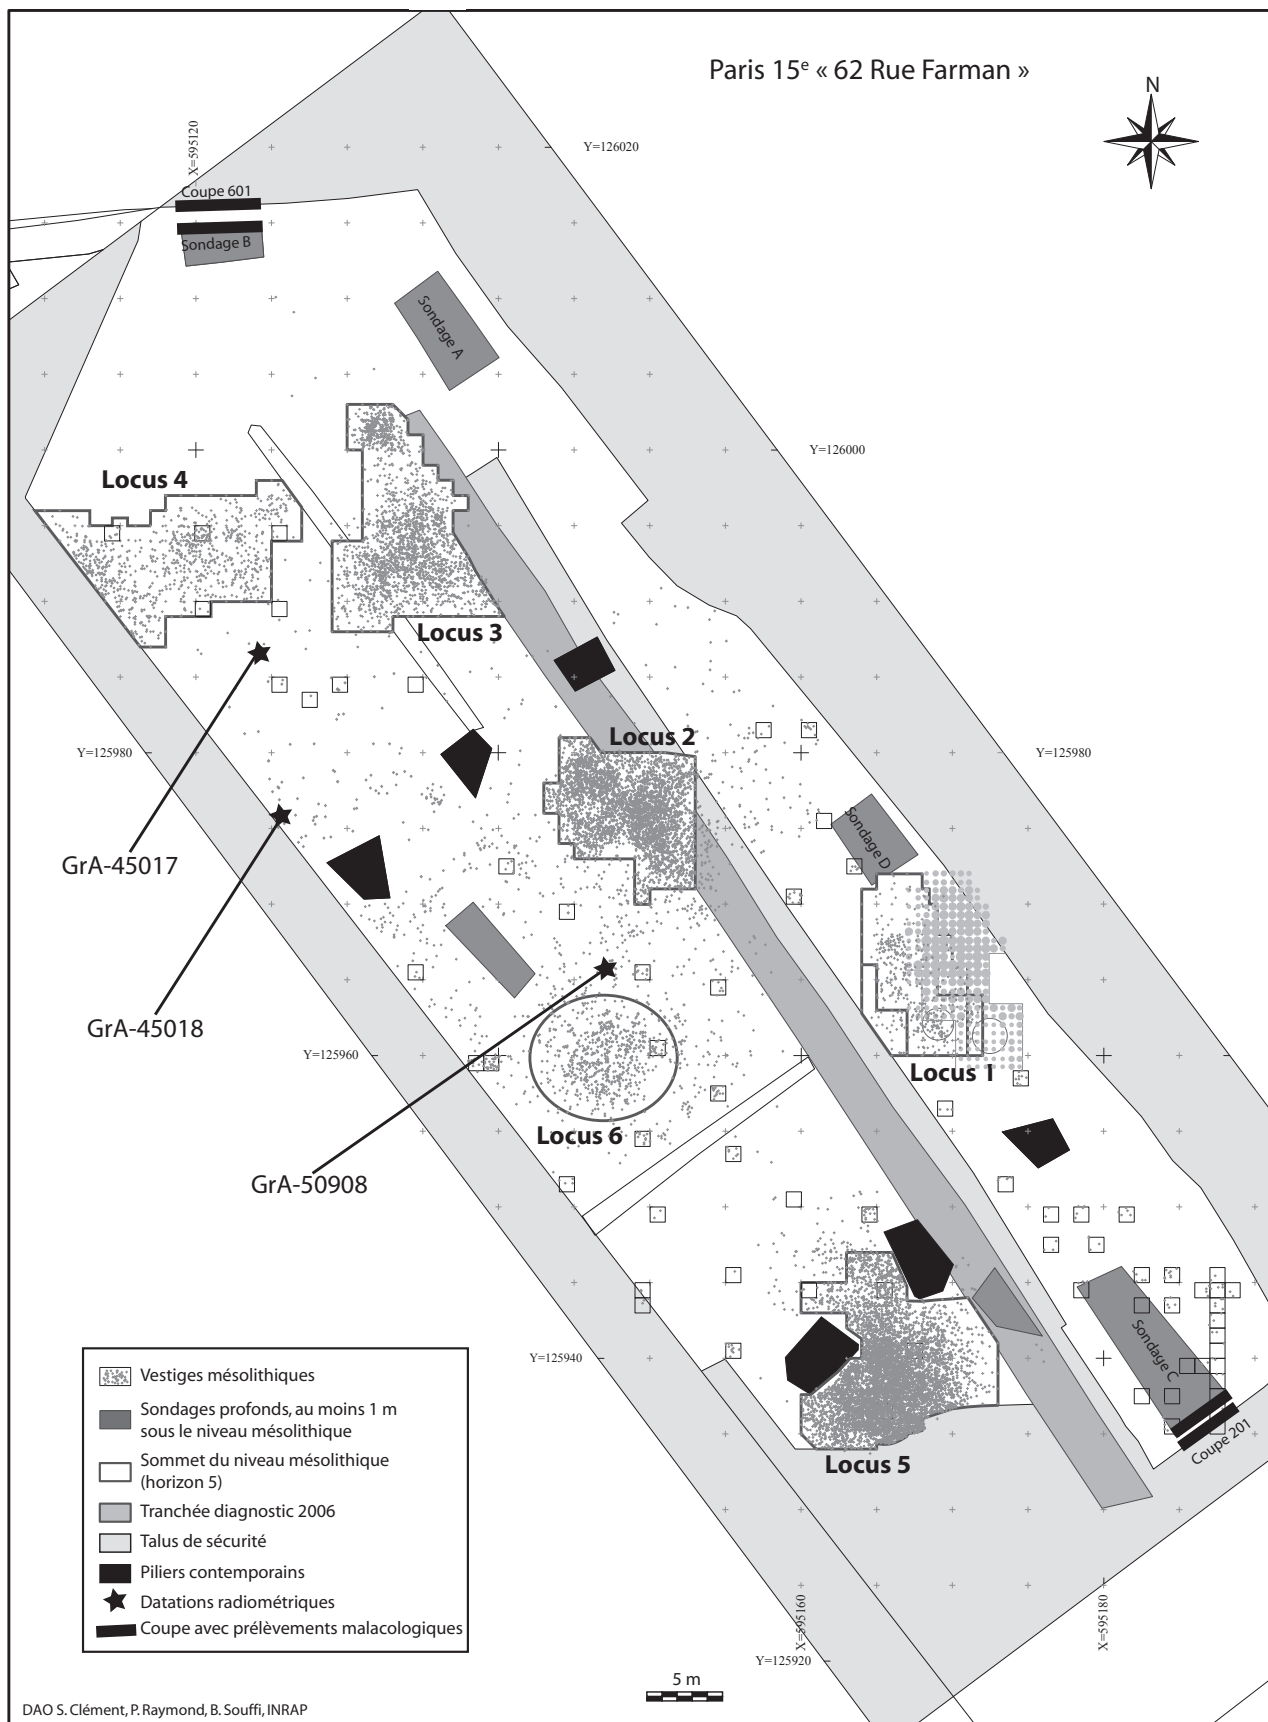 Paris 15e « 62 Rue Farman »
N
X=595120
Y=126020
Coupe 601
Sondage B
Sondage A
Y=126000
Locus 4
Locus 3
Locus 2
Y=125980
Y=125980
Sondage D
GrA-45017
GrA-45018
Y=125960
Locus 1
Locus 6
GrA-50908
Y=125940
Sondage C
Coupe 201
Locus 5
Vestiges mésolithiques
Sondages profonds, au moins 1 m
sous le niveau mésolithique
Sommet du niveau mésolithique
(horizon 5)
Tranchée diagnostic 2006
Talus de sécurité
Piliers contemporains
Datations radiométriques
Coupe avec prélèvements malacologiques
X=595160
X=595180
Y=125920
5 m
DAO S. Clément, P. Raymond, B. Souffi, INRAP